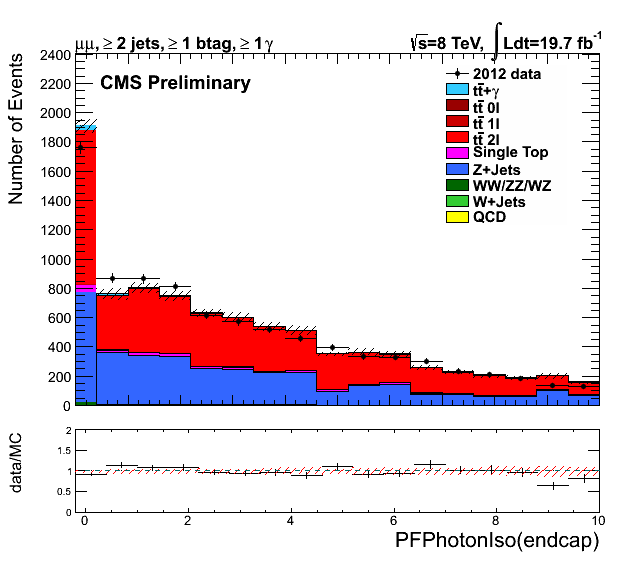 μμ, ≥ 2 jets, ≥ 1 btag, ≥ 1 γ
√s=8 TeV, ∫ Ldt=19.7 fb⁻¹
CMS Preliminary
Number of Events
2400
2200
2000
1800
1600
1400
1200
1000
800
600
400
200
0
2012 data
tt̄+γ
tt̄ 0l
tt̄ 1l
tt̄ 2l
Single Top
Z+Jets
WW/ZZ/WZ
W+Jets
QCD
data/MC
2
1.5
1
0.5
0
0 2 4 6 8 10
PFPhotonIso(endcap)